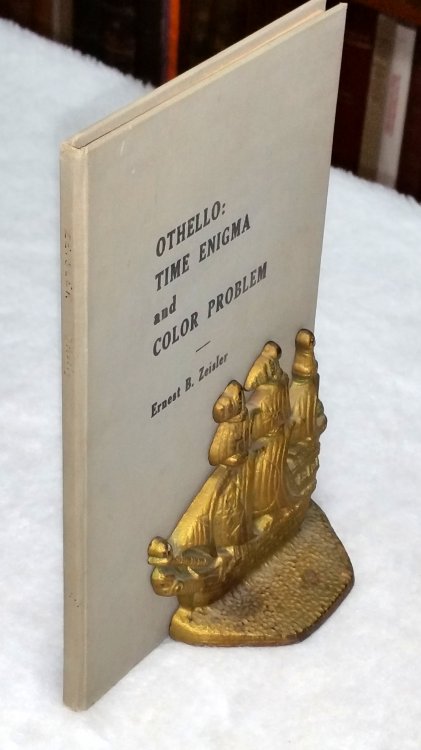 OTHELLO:
TIME ENIGMA
and
COLOR PROBLEM
Ernest B. Zeisler